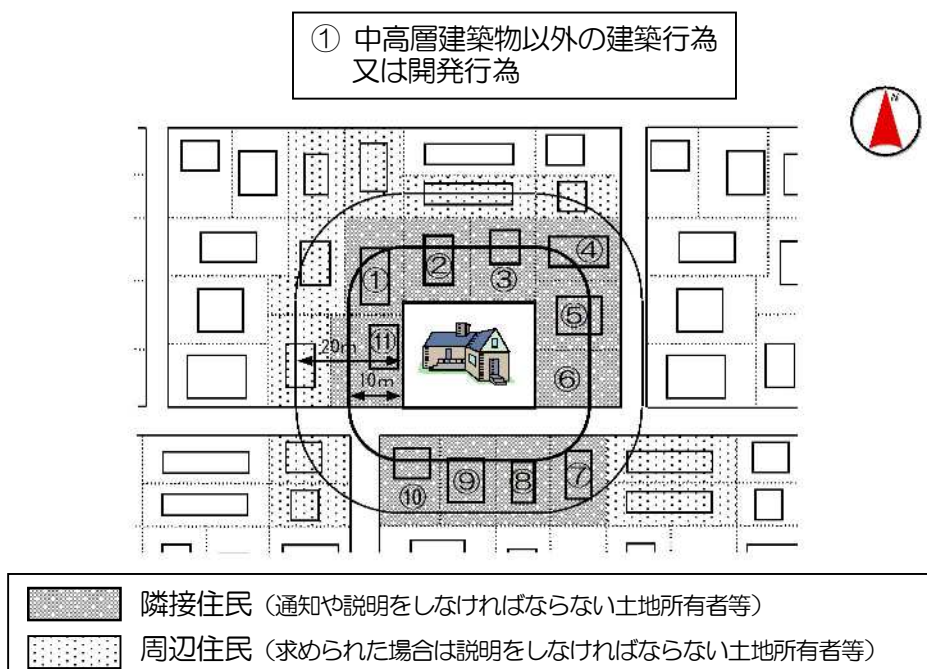 ① 中高層建築物以外の建築行為
又は開発行為
N
④
② 
③
①
⑤
⑪
20m
⑥
10m
⑦
⑨
⑧
⑩
隣接住民（通知や説明をしなければならない土地所有者等）
周辺住民（求められた場合は説明をしなければならない土地所有者等）